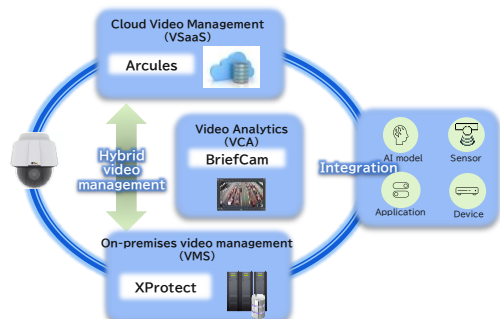 Cloud Video Management
(VSaaS)
Arcules
Video Analytics
(VCA)
BriefCam
Hybrid
video
management
Integration
AI model
Sensor
Application
Device
On-premises video management
(VMS)
XProtect